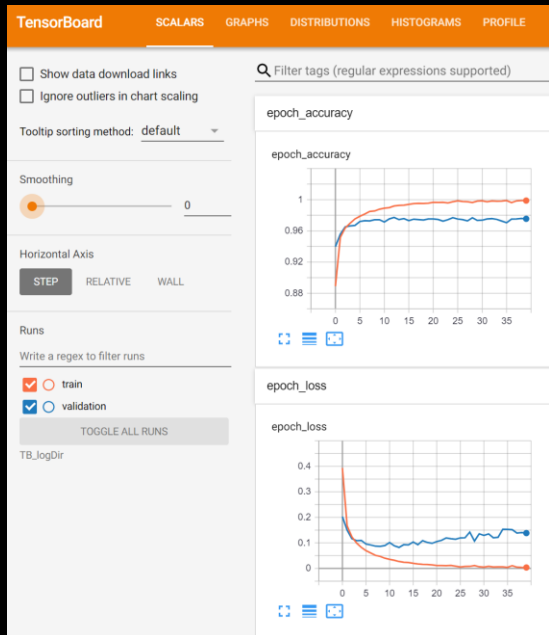 TensorBoard SCALARS GRAPHS DISTRIBUTIONS HISTOGRAMS PROFILE
Show data download links
Ignore outliers in chart scaling
Tooltip sorting method: default
Smoothing
0
Horizontal Axis
STEP RELATIVE WALL
Runs
Write a regex to filter runs
train
validation
TOGGLE ALL RUNS
TB_logDir
Filter tags (regular expressions supported)
epoch_accuracy
epoch_accuracy
1
0.96
0.92
0.88
0 5 10 15 20 25 30 35
epoch_loss
epoch_loss
0.4
0.3
0.2
0.1
0
0 5 10 15 20 25 30 35